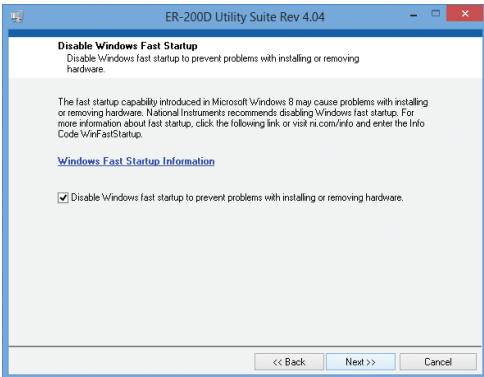 ER-200D Utility Suite Rev 4.04
Disable Windows Fast Startup
Disable Windows fast startup to prevent problems with installing or removing
hardware.
The fast startup capability introduced in Microsoft Windows 8 may cause problems with installing
or removing hardware. National Instruments recommends disabling Windows fast startup. For
more information about fast startup, click the following link or visit ni.com/info and enter the Info
Code WinFastStartup.
Windows Fast Startup Information
Disable Windows fast startup to prevent problems with installing or removing hardware.
<< Back Next >> Cancel